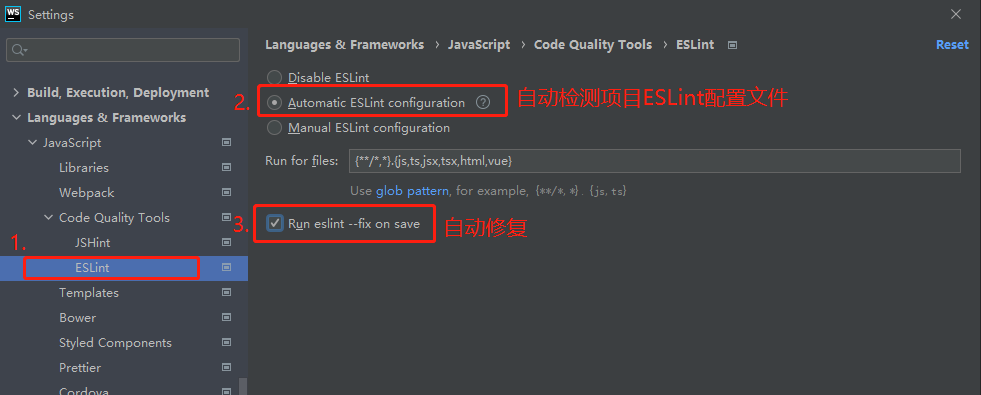 WS Settings
Languages & Frameworks › JavaScript › Code Quality Tools › ESLint Reset
Disable ESLint
2. Automatic ESLint configuration ? 自动检测项目ESLint配置文件
Manual ESLint configuration
Run for files: {**/*,*}.{js,ts,jsx,tsx,html,vue}
Use glob pattern, for example, {**/*,*}.{js,ts}
3. Run eslint --fix on save 自动修复
Build, Execution, Deployment
Languages & Frameworks
JavaScript
Libraries
Webpack
Code Quality Tools
JSHint
1. ESLint
Templates
Bower
Styled Components
Prettier
Cordova